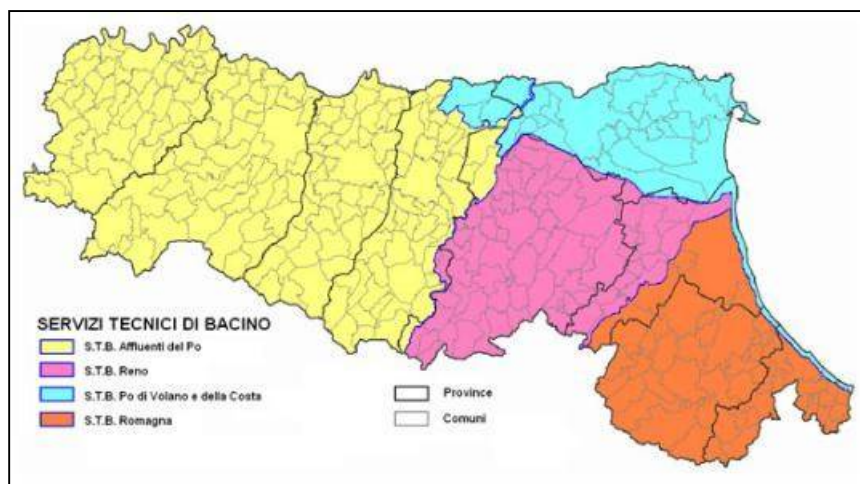 SERVIZI TECNICI DI BACINO
S.T.B. Affluenti del Po
S.T.B. Reno
S.T.B. Po di Volano e della Costa
S.T.B. Romagna
Province
Comuni